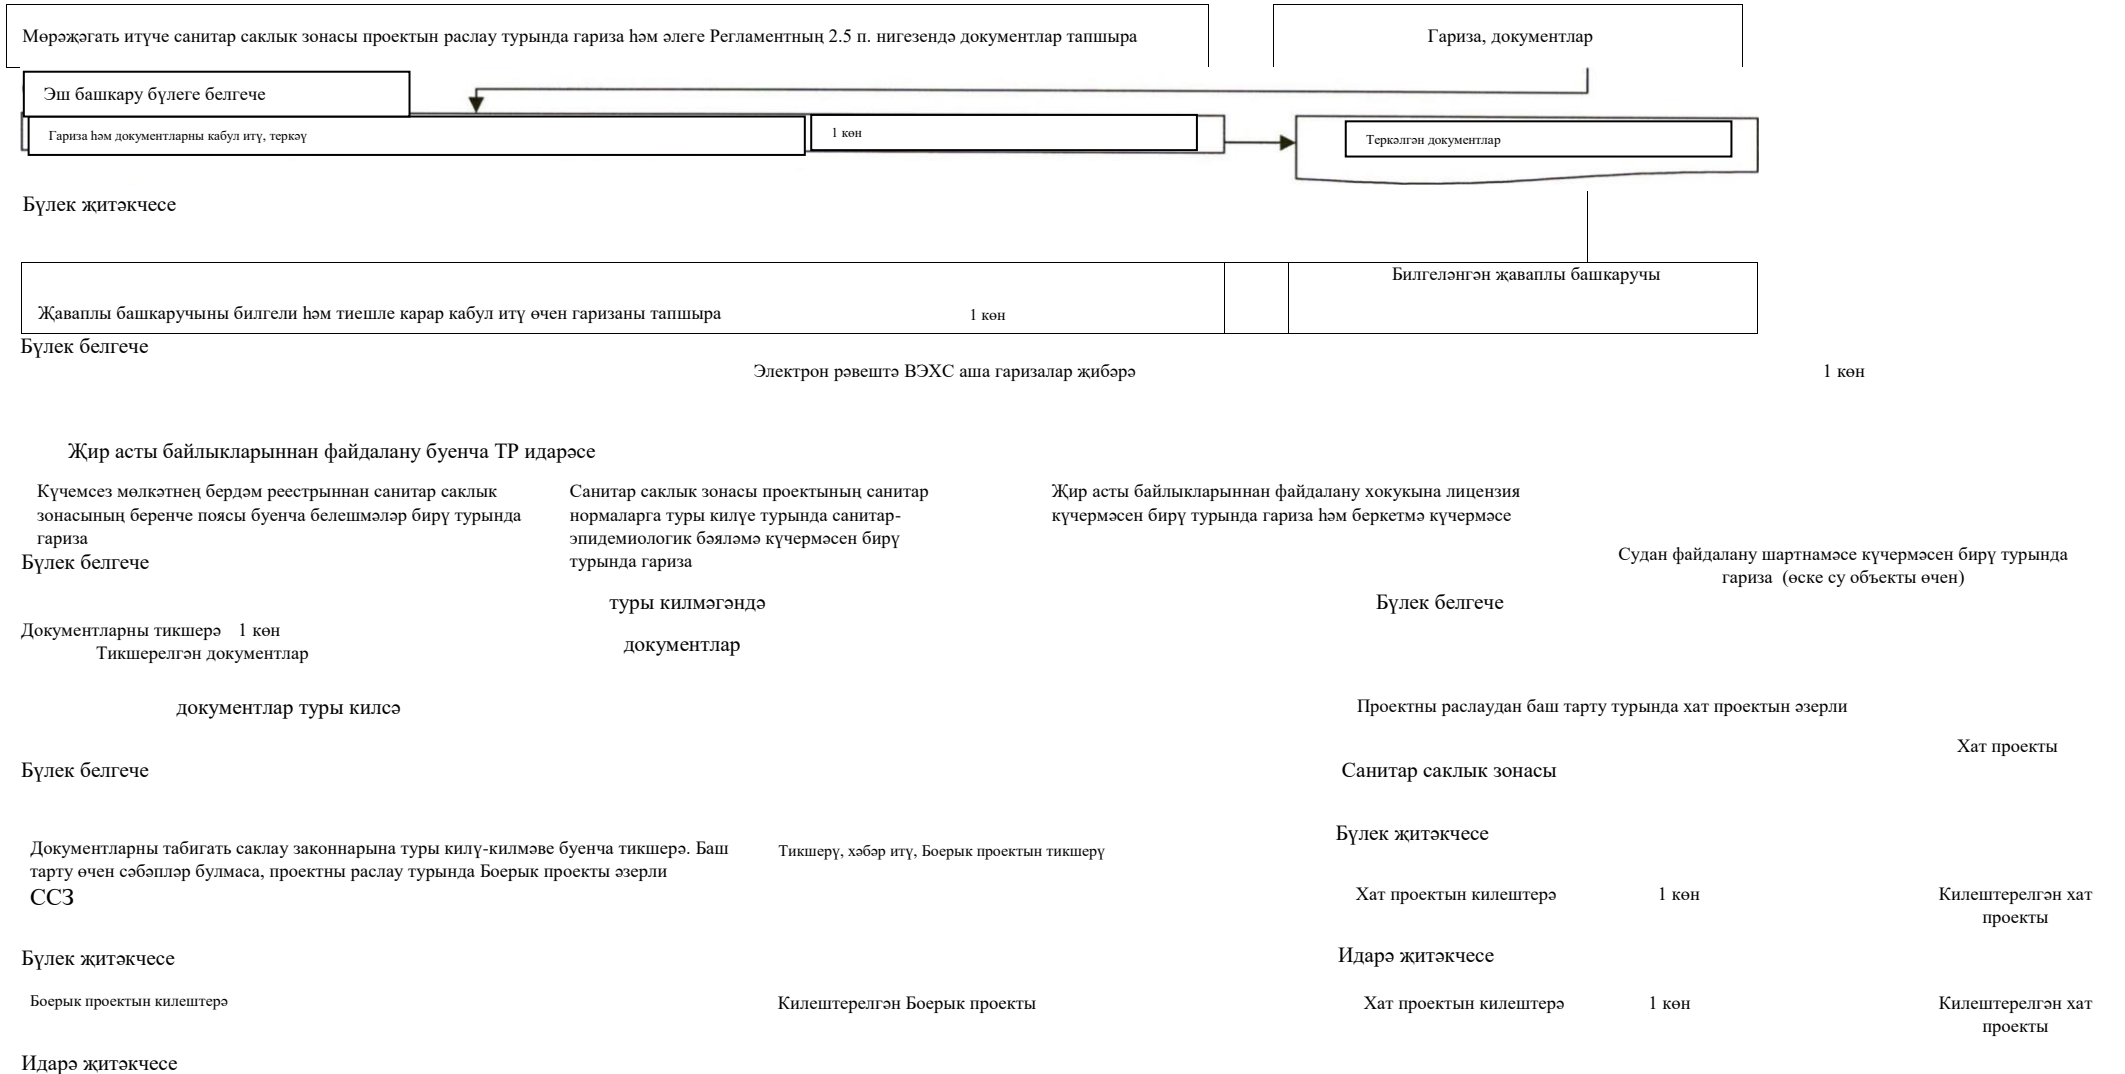 Мөрәҗәгать итүче санитар саклык зонасы проектын раслау турында гариза һәм әлеге Регламентның 2.5 п. нигезендә документлар тапшыра
Гариза, документлар
Эш башкару бүлеге белгече
Гариза һәм документларны кабул итү, теркәү
1 көн
Теркәлгән документлар
Бүлек җитәкчесе
Билгеләнгән җаваплы башкаручы
Җаваплы башкаручыны билгели һәм тиешле карар кабул итү өчен гаризаны тапшыра
1 көн
Бүлек белгече
Электрон рәвештә ВЭХС аша гаризалар җибәрә
1 көн
Җир асты байлыкларыннан файдалану буенча ТР идарәсе
Күчемсез мөлкәтнең бердәм реестрыннан санитар саклык
зонасының беренче поясы буенча белешмәләр бирү турында
гариза
Санитар саклык зонасы проектының санитар
нормаларга туры килүе турында санитар-
эпидемиологик бәяләмә күчермәсен бирү
турында гариза
Җир асты байлыкларыннан файдалану хокукына лицензия
күчермәсен бирү турында гариза һәм беркетмә күчермәсе
Судан файдалану шартнамәсе күчермәсен бирү турында
гариза  (өске су объекты өчен)
Бүлек белгече
туры килмәгәндә
Бүлек белгече
Документларны тикшерә   1 көн
Тикшерелгән документлар
документлар
документлар туры килсә
Проектны раслаудан баш тарту турында хат проектын әзерли
Хат проекты
Бүлек белгече
Санитар саклык зонасы
Бүлек җитәкчесе
Документларны табигать саклау законнарына туры килү-килмәве буенча тикшерә. Баш
тарту өчен сәбәпләр булмаса, проектны раслау турында Боерык проекты әзерли
ССЗ
Тикшерү, хәбәр итү, Боерык проектын тикшерү
Хат проектын килештерә
1 көн
Килештерелгән хат
проекты
Бүлек җитәкчесе
Идарә җитәкчесе
Боерык проектын килештерә
Килештерелгән Боерык проекты
Хат проектын килештерә
1 көн
Килештерелгән хат
проекты
Идарә җитәкчесе